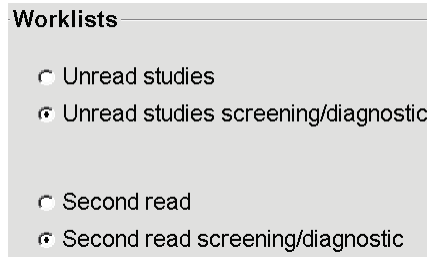 Worklists
Unread studies
Unread studies screening/diagnostic
Second read
Second read screening/diagnostic